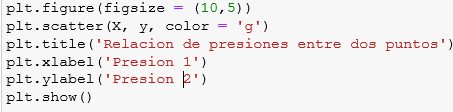 plt.figure(figsize = (10,5))
plt.scatter(X, y, color = 'g')
plt.title('Relacion de presiones entre dos puntos')
plt.xlabel('Presion 1')
plt.ylabel('Presion 2')
plt.show()